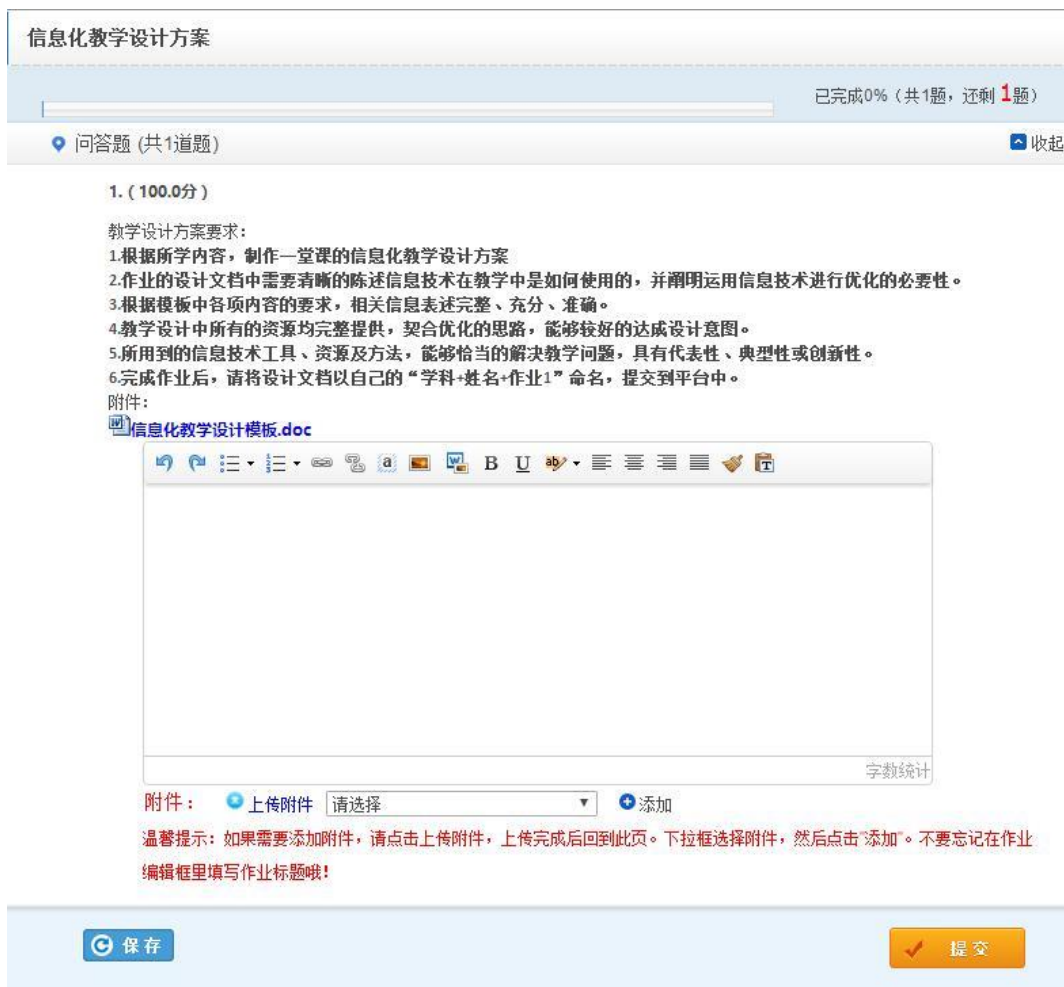 信息化教学设计方案
已完成0%（共1题，还剩1题）
问答题 (共1道题)
收起
1.（100.0分）
教学设计方案要求：
1.根据所学内容，制作一堂课的信息化教学设计方案
2.作业的设计文档中需要清晰的陈述信息技术在教学中是如何使用的，并阐明运用信息技术进行优化的必要性。
3.根据模板中各项内容的要求，相关信息表述完整、充分、准确。
4.教学设计中所有的资源均完整提供，契合优化的思路，能够较好的达成设计意图。
5.所用到的信息技术工具、资源及方法，能够恰当的解决教学问题，具有代表性、典型性或创新性。
6.完成作业后，请将设计文档以自己的“学科+姓名+作业1”命名，提交到平台中。
附件：
信息化教学设计模板.doc
a B U ab T
字数统计
附件： 上传附件 请选择 添加
温馨提示：如果需要添加附件，请点击上传附件，上传完成后回到此页。下拉框选择附件，然后点击"添加"。不要忘记在作业
编辑框里填写作业标题哦！
保存
提交